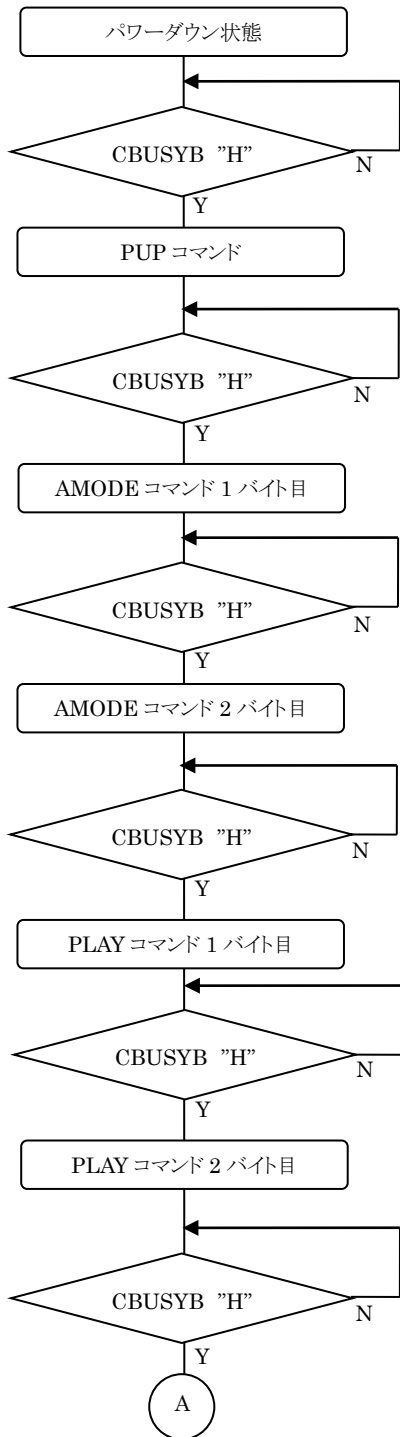 パワーダウン状態
CBUSYB "H"
N
Y
PUP コマンド
CBUSYB "H"
N
Y
AMODE コマンド 1 バイト目
CBUSYB "H"
N
Y
AMODE コマンド 2 バイト目
CBUSYB "H"
N
Y
PLAY コマンド 1 バイト目
CBUSYB "H"
N
Y
PLAY コマンド 2 バイト目
CBUSYB "H"
N
Y
A